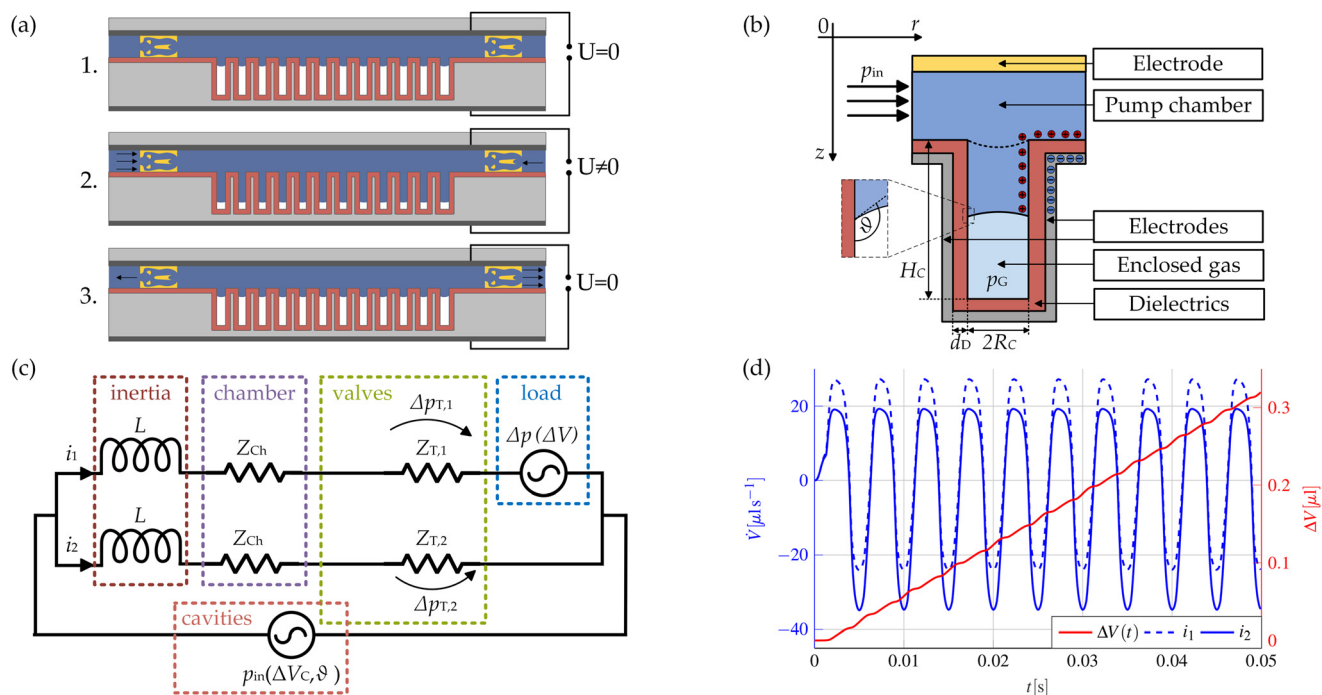 (a)
1.
U=0
2.
U≠0
3.
U=0
(b)
0
r
z
p_in
Electrode
Pump chamber
ϑ
H_C
p_G
Electrodes
Enclosed gas
Dielectrics
d_D
2R_C
(c)
inertia
chamber
valves
load
L
Z_Ch
Δp_T,1
Z_T,1
Δp(ΔV)
i_1
L
Z_Ch
Z_T,2
i_2
Δp_T,2
cavities
p_in(ΔV_C,ϑ)
(d)
20
0
−20
−40
V̇ [µl s⁻¹]
0.3
0.2
0.1
0
ΔV [µl]
ΔV(t)
i_1
i_2
0
0.01
0.02
0.03
0.04
0.05
t [s]